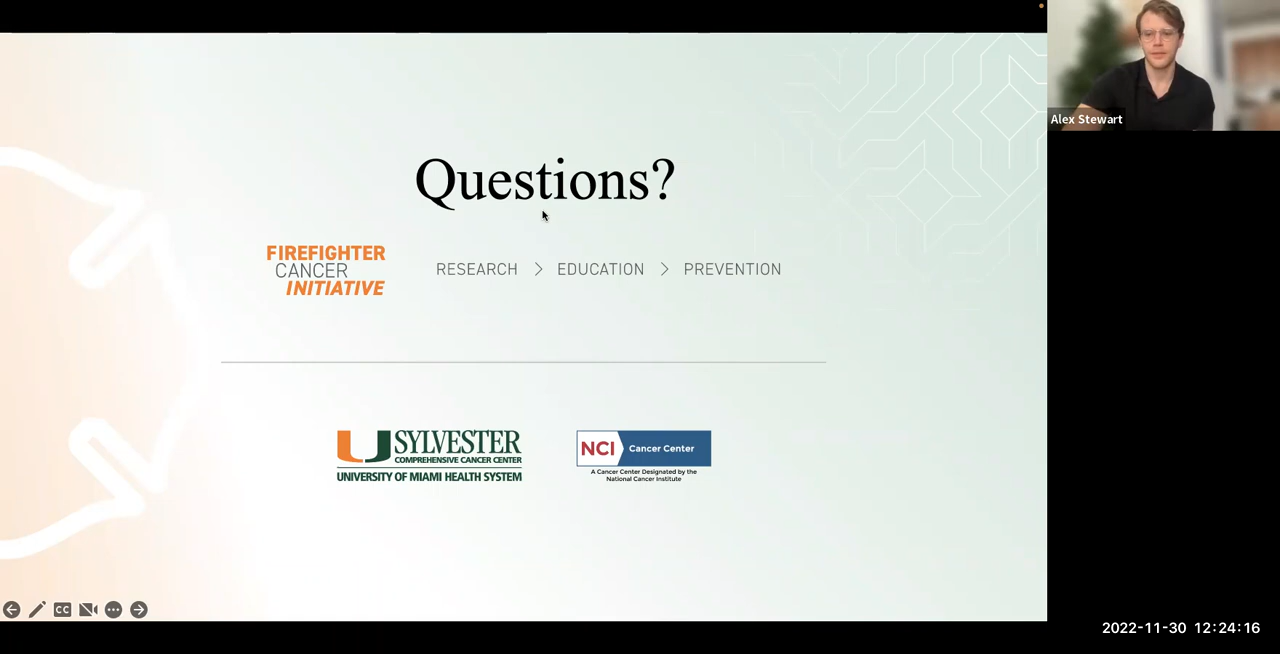 Alex Stewart
Questions?
FIREFIGHTER
CANCER
INITIATIVE
RESEARCH > EDUCATION > PREVENTION
U SYLVESTER
COMPREHENSIVE CANCER CENTER
UNIVERSITY OF MIAMI HEALTH SYSTEM
NCI Cancer Center
A Cancer Center Designated by the
National Cancer Institute
CC
2022-11-30 12:24:16